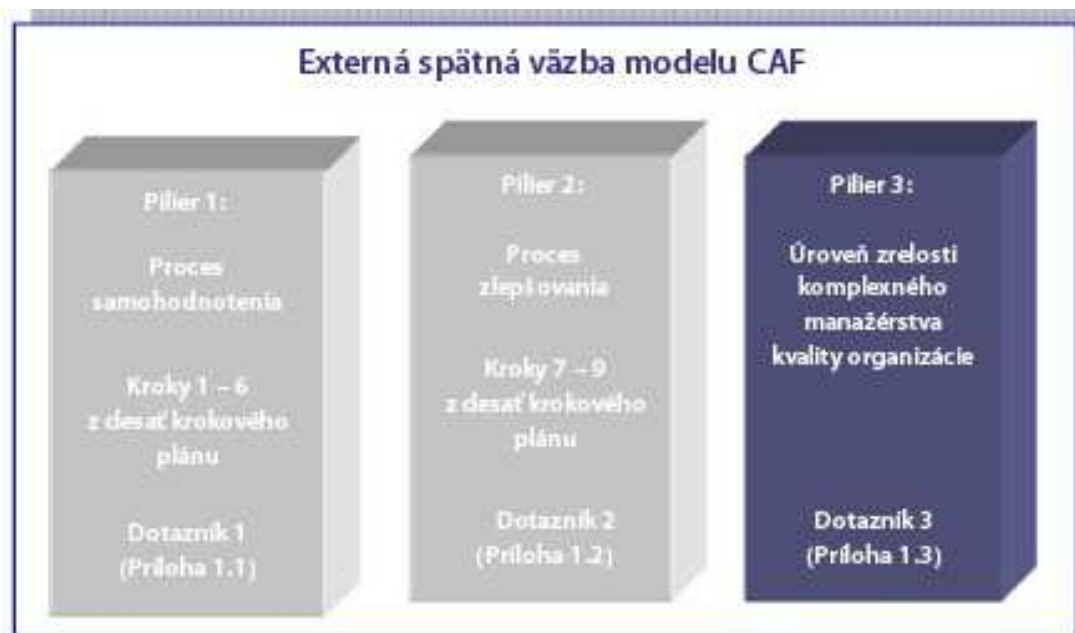 Externá spätná väzba modelu CAF
Pilier 1:
Proces
samohodnotenia
Kroky 1 – 6
z desať krokového
plánu
Dotazník 1
(Príloha 1.1)
Pilier 2:
Proces
zlepšovania
Kroky 7 – 9
z desať krokového
plánu
Dotazník 2
(Príloha 1.2)
Pilier 3:
Úroveň zrelosti
komplexného
manažérstva
kvality organizácie
Dotazník 3
(Príloha 1.3)